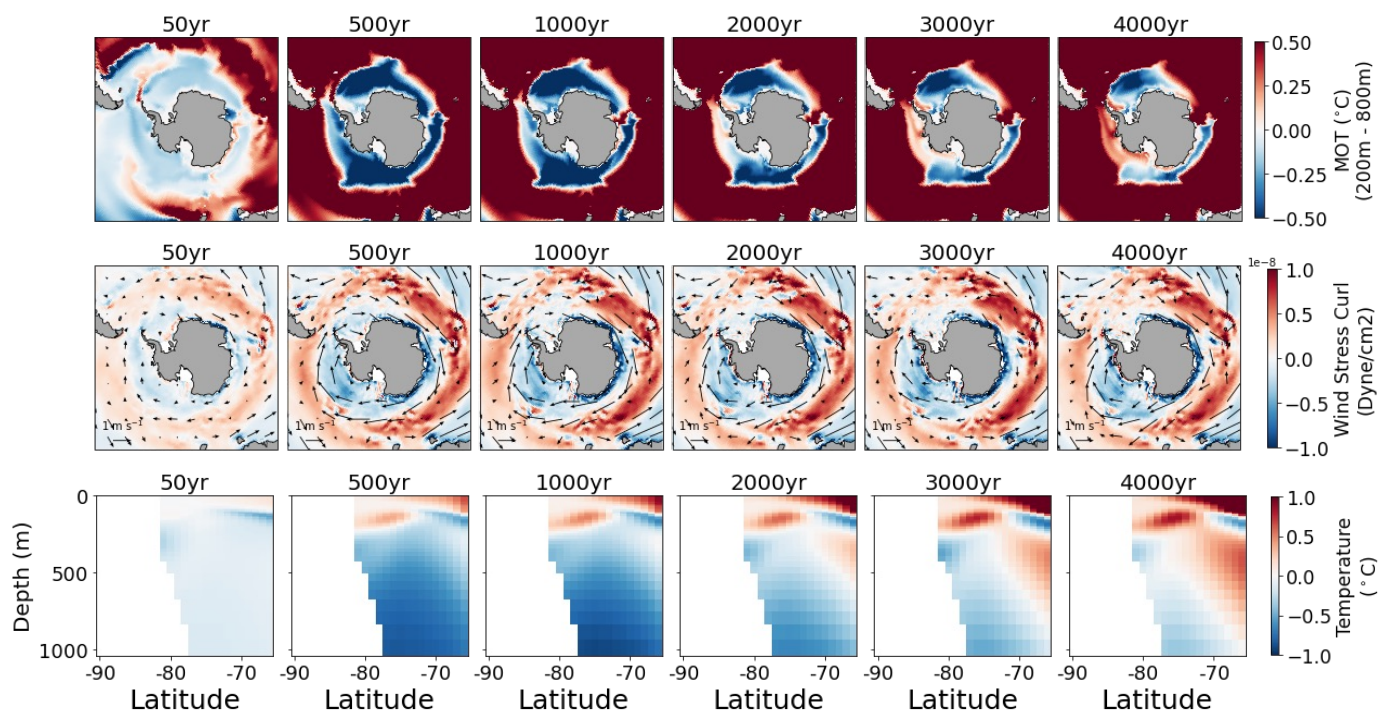 50yr 500yr 1000yr 2000yr 3000yr 4000yr
0.50
0.25
0.00
−0.25
−0.50
MOT (°C)
(200m - 800m)
50yr 500yr 1000yr 2000yr 3000yr 4000yr
1e−8
1.0
0.5
0.0
−0.5
−1.0
Wind Stress Curl
(Dyne/cm2)
1 m s⁻¹ 1 m s⁻¹ 1 m s⁻¹ 1 m s⁻¹ 1 m s⁻¹ 1 m s⁻¹
50yr 500yr 1000yr 2000yr 3000yr 4000yr
0
500
1000
Depth (m)
1.0
0.5
0.0
−0.5
−1.0
Temperature
(°C)
-90 -80 -70 -90 -80 -70 -90 -80 -70 -90 -80 -70 -90 -80 -70 -90 -80 -70
Latitude Latitude Latitude Latitude Latitude Latitude